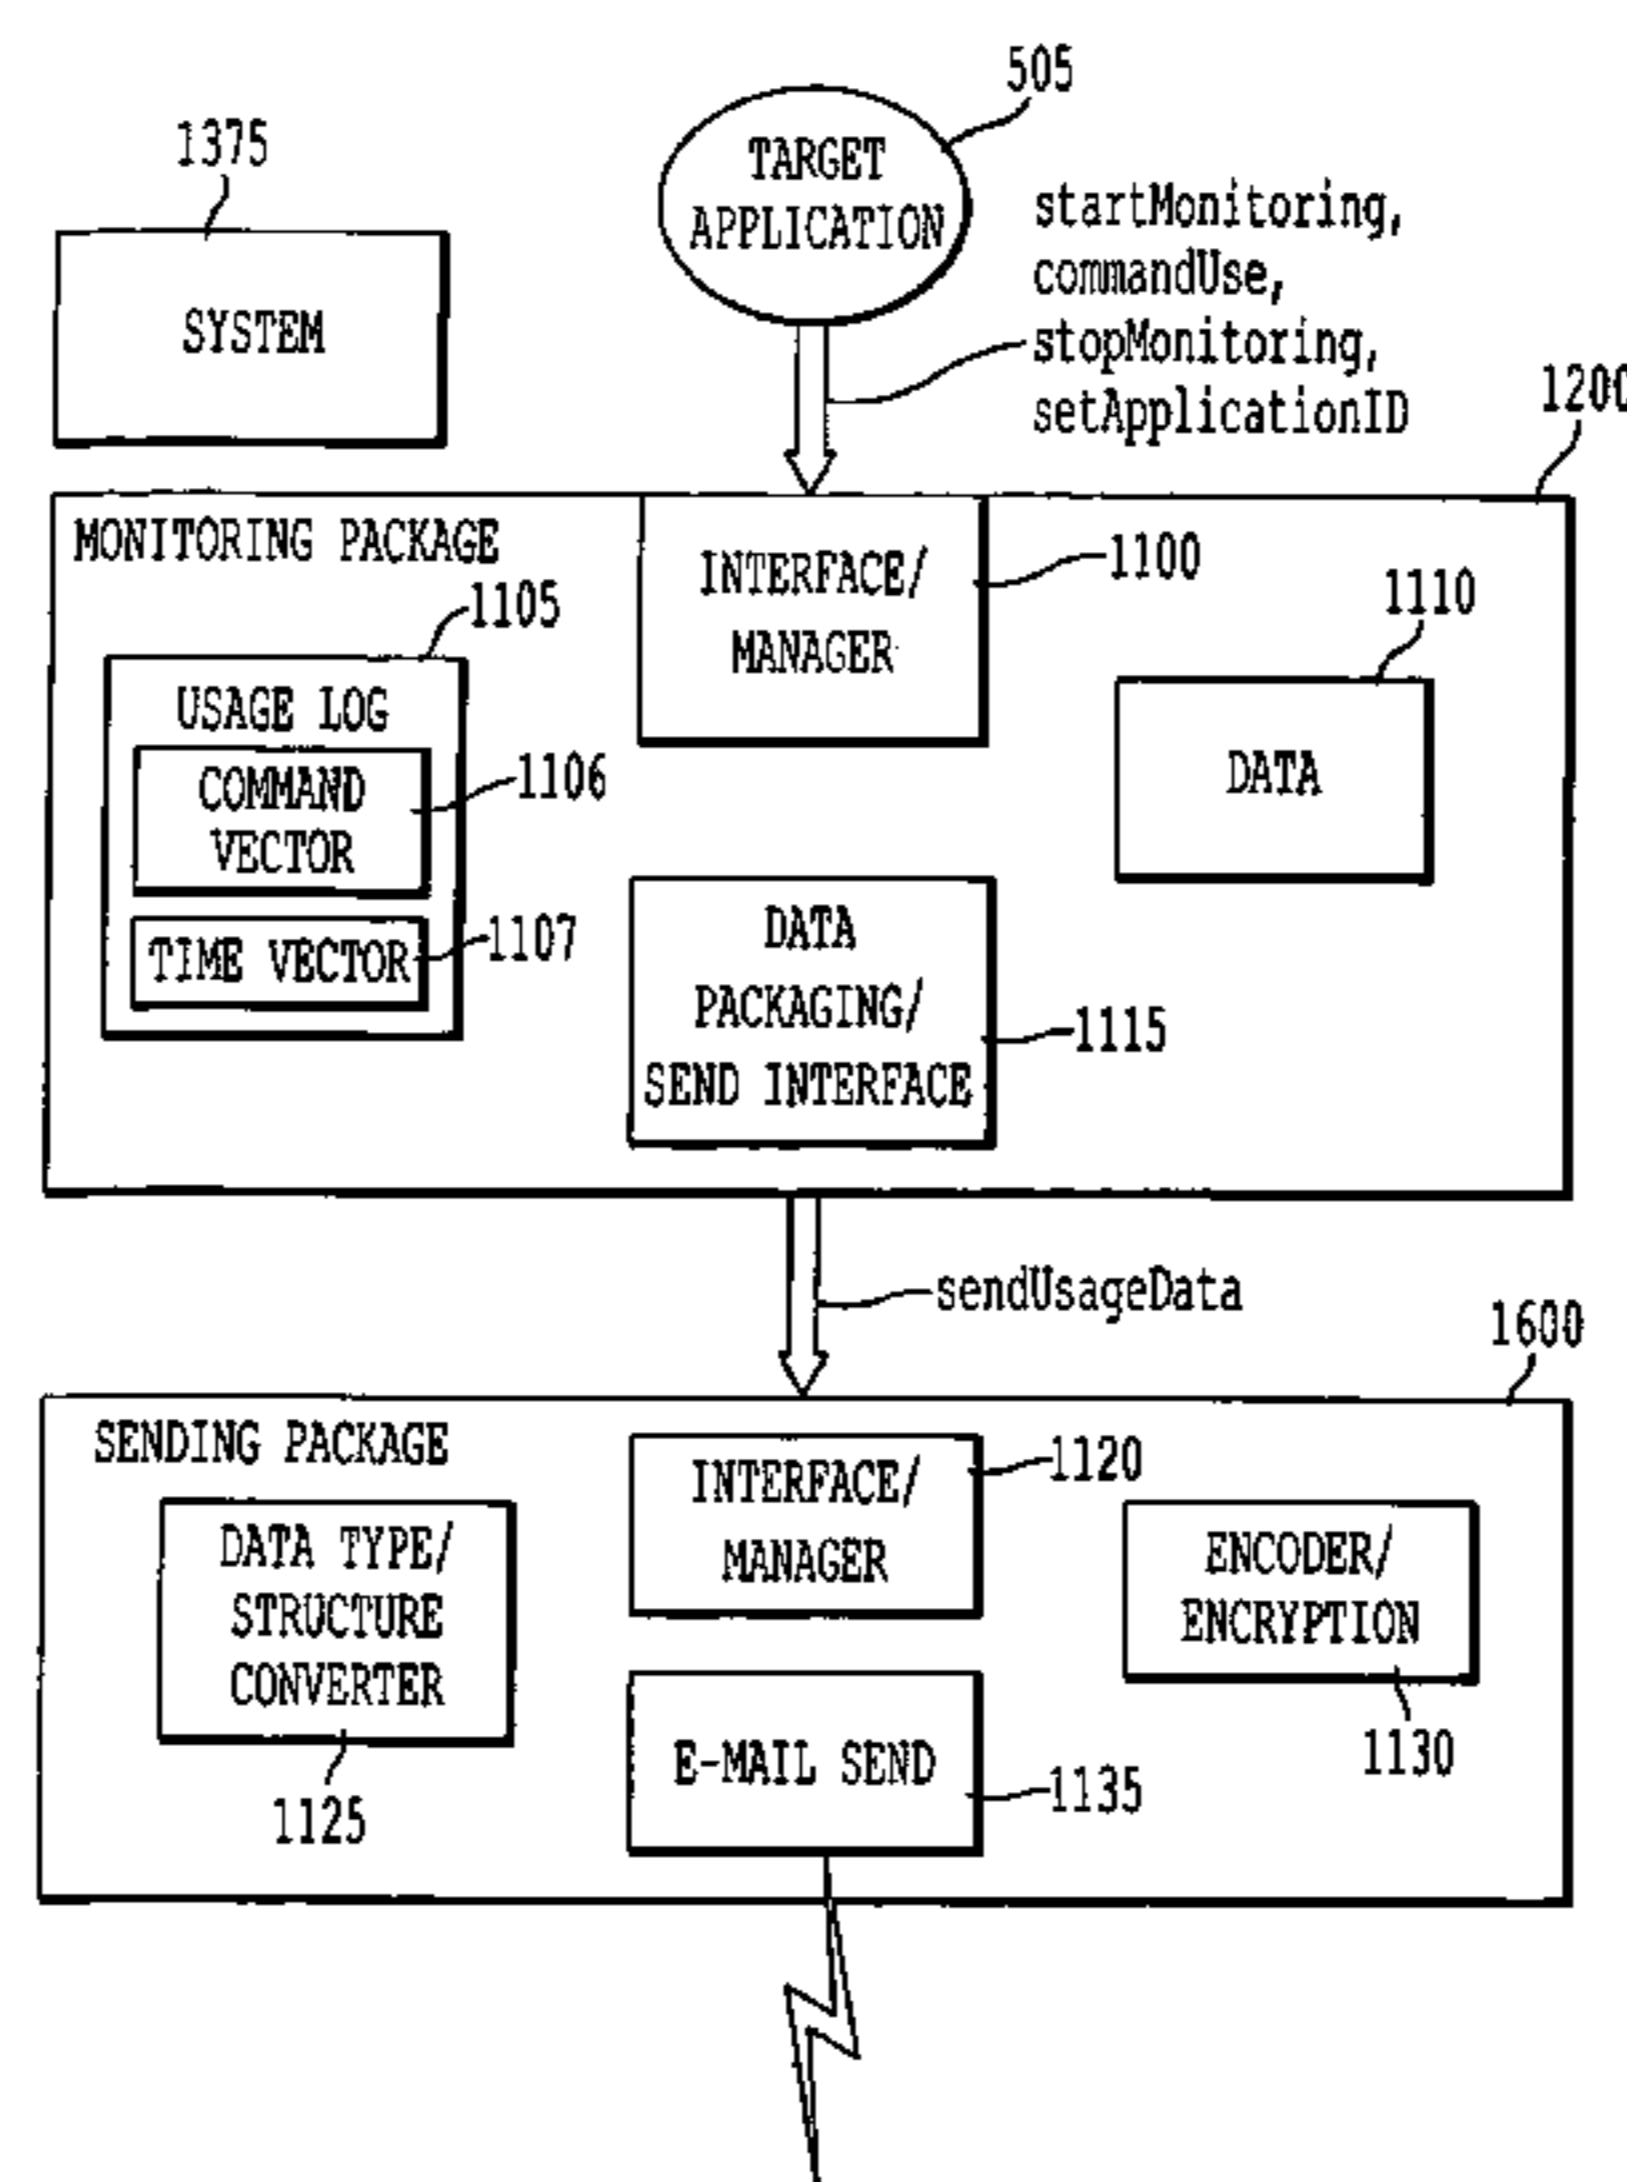 505
1375
TARGET
APPLICATION
startMonitoring,
commandUse,
stopMonitoring,
setApplicationID
SYSTEM
1200
MONITORING PACKAGE
INTERFACE/
MANAGER
1100
1105
1110
USAGE LOG
COMMAND
VECTOR
1106
DATA
TIME VECTOR
1107
DATA
PACKAGING/
SEND INTERFACE
1115
sendUsageData
1600
SENDING PACKAGE
INTERFACE/
MANAGER
1120
DATA TYPE/
STRUCTURE
CONVERTER
1125
ENCODER/
ENCRYPTION
1130
E-MAIL SEND
1135